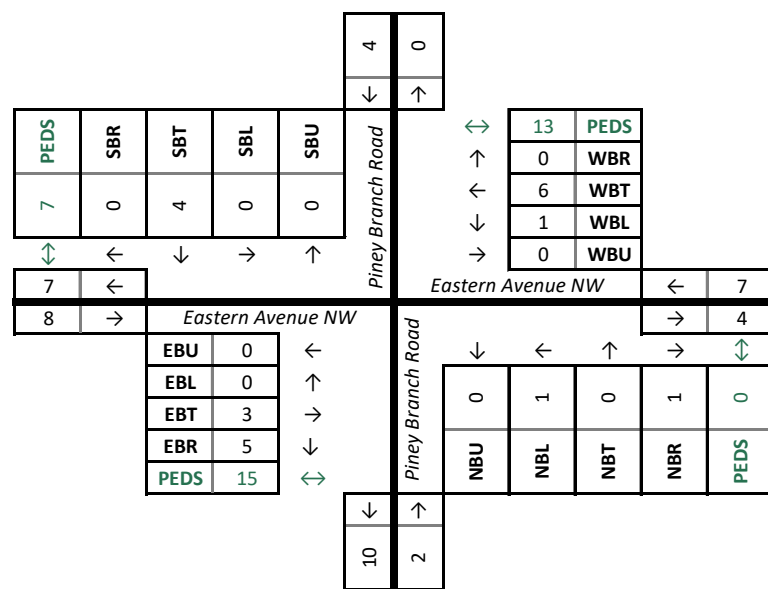 4 0
↓ ↑
PEDS SBR SBT SBL SBU
7 0 4 0 0
↕ ← ↓ → ↑
Piney Branch Road
↔ 13 PEDS
↑ 0 WBR
← 6 WBT
↓ 1 WBL
→ 0 WBU
7 ←
Eastern Avenue NW
← 7
8 →
Eastern Avenue NW
→ 4
EBU 0 ←
EBL 0 ↑
EBT 3 →
EBR 5 ↓
PEDS 15 ↔
Piney Branch Road
↓ ← ↑ → ↕
0 1 0 1 0
NBU NBL NBT NBR PEDS
↓ ↑
10 2